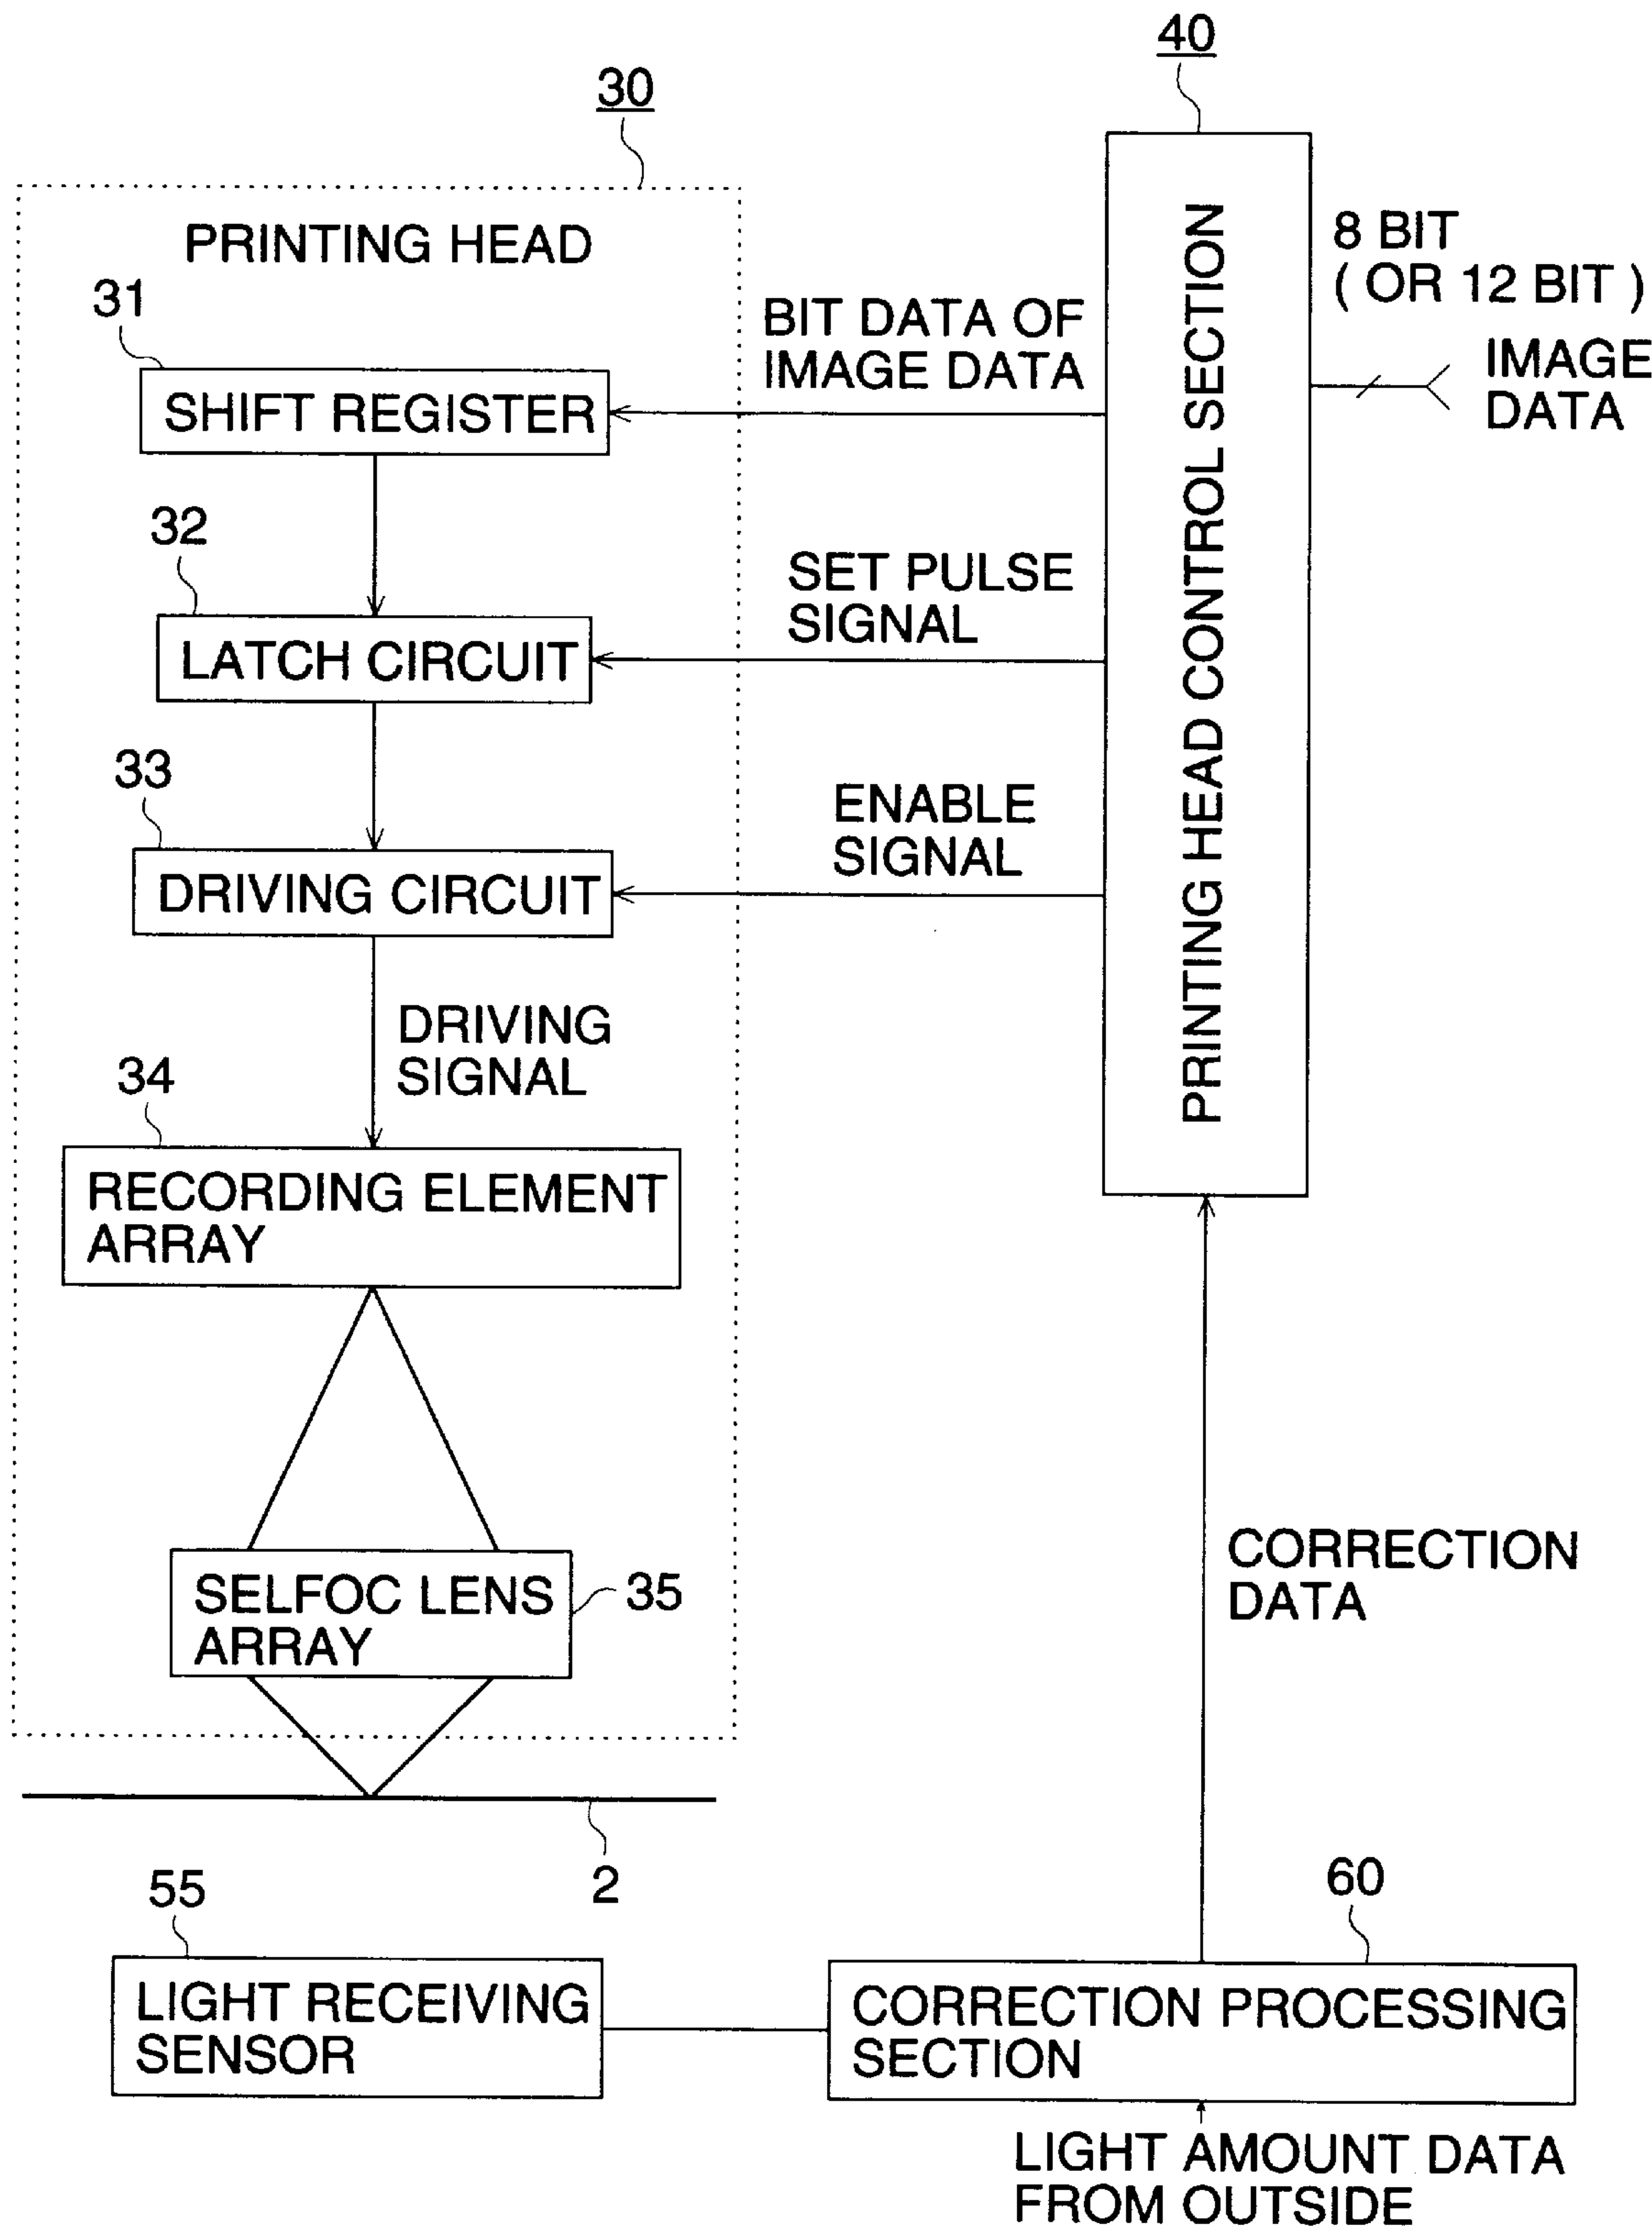 40
30
PRINTING HEAD
8 BIT
( OR 12 BIT )
IMAGE
DATA
31
BIT DATA OF
IMAGE DATA
SHIFT REGISTER
PRINTING HEAD CONTROL SECTION
32
SET PULSE
SIGNAL
LATCH CIRCUIT
33
ENABLE
SIGNAL
DRIVING CIRCUIT
DRIVING
SIGNAL
34
RECORDING ELEMENT
ARRAY
SELFOC LENS
ARRAY
35
CORRECTION
DATA
2
55
60
LIGHT RECEIVING
SENSOR
CORRECTION PROCESSING
SECTION
LIGHT AMOUNT DATA
FROM OUTSIDE